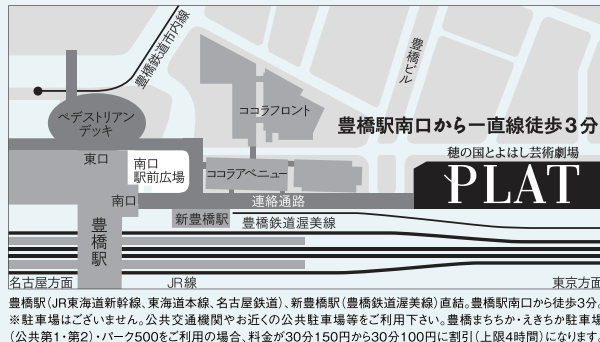 豊橋鉄道市内線
豊橋ビル
ココラフロント
ペデストリアン
デッキ
豊橋駅南口から一直線徒歩3分
穂の国とよはし芸術劇場
PLAT
東口
南口
駅前広場
ココラアベニュー
南口
連絡通路
新豊橋駅
豊橋鉄道渥美線
豊橋駅
名古屋方面
JR線
東京方面
豊橋駅(JR東海道新幹線、東海道本線、名古屋鉄道)、新豊橋駅(豊橋鉄道渥美線)直結。豊橋駅南口から徒歩3分。
※駐車場はございません。公共交通機関やお近くの公共駐車場等をご利用下さい。豊橋まちちか・えきちか駐車場
(公共第1・第2)・パーク500をご利用の場合、料金が30分150円から30分100円に割引(上限4時間)になります。